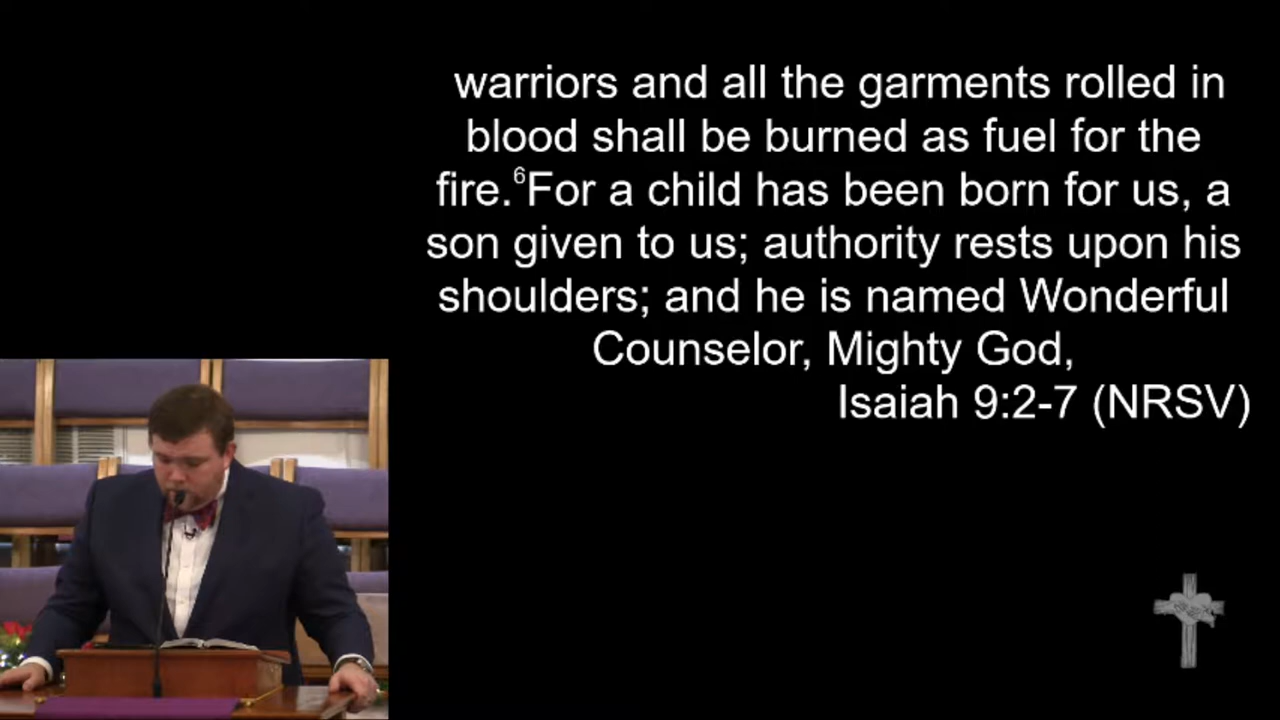 warriors and all the garments rolled in
blood shall be burned as fuel for the
fire.⁶For a child has been born for us, a
son given to us; authority rests upon his
shoulders; and he is named Wonderful
Counselor, Mighty God,
Isaiah 9:2-7 (NRSV)